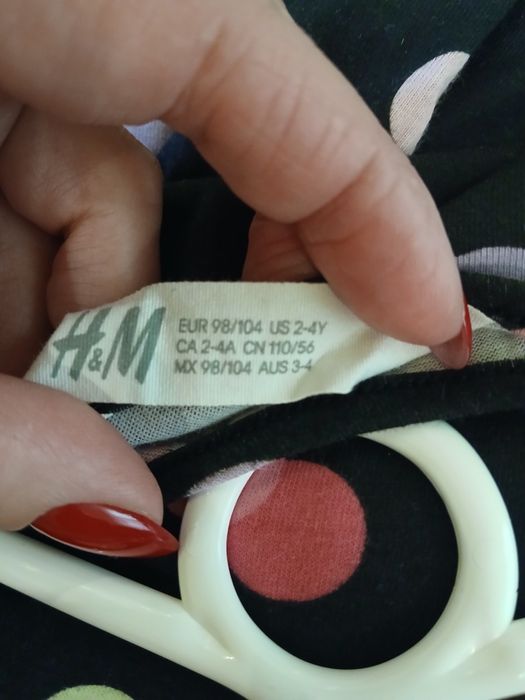 H&M
EUR 98/104 US 2-4Y
CA 2-4A CN 110/56
MX 98/104 AUS 3-4